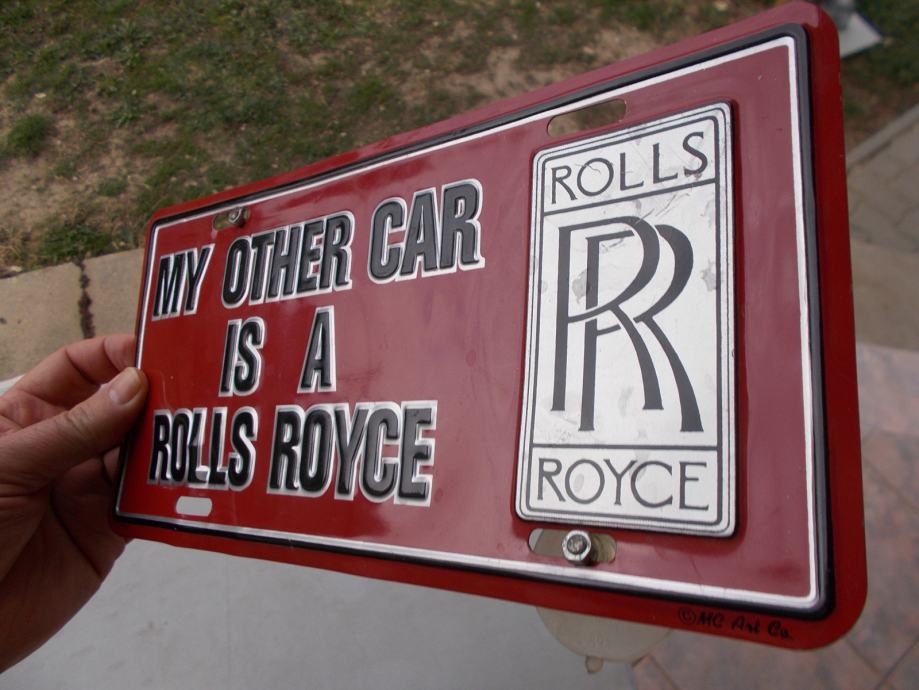 MY OTHER CAR
IS A
ROLLS ROYCE
ROLLS
RR
ROYCE
©MC Art Co.